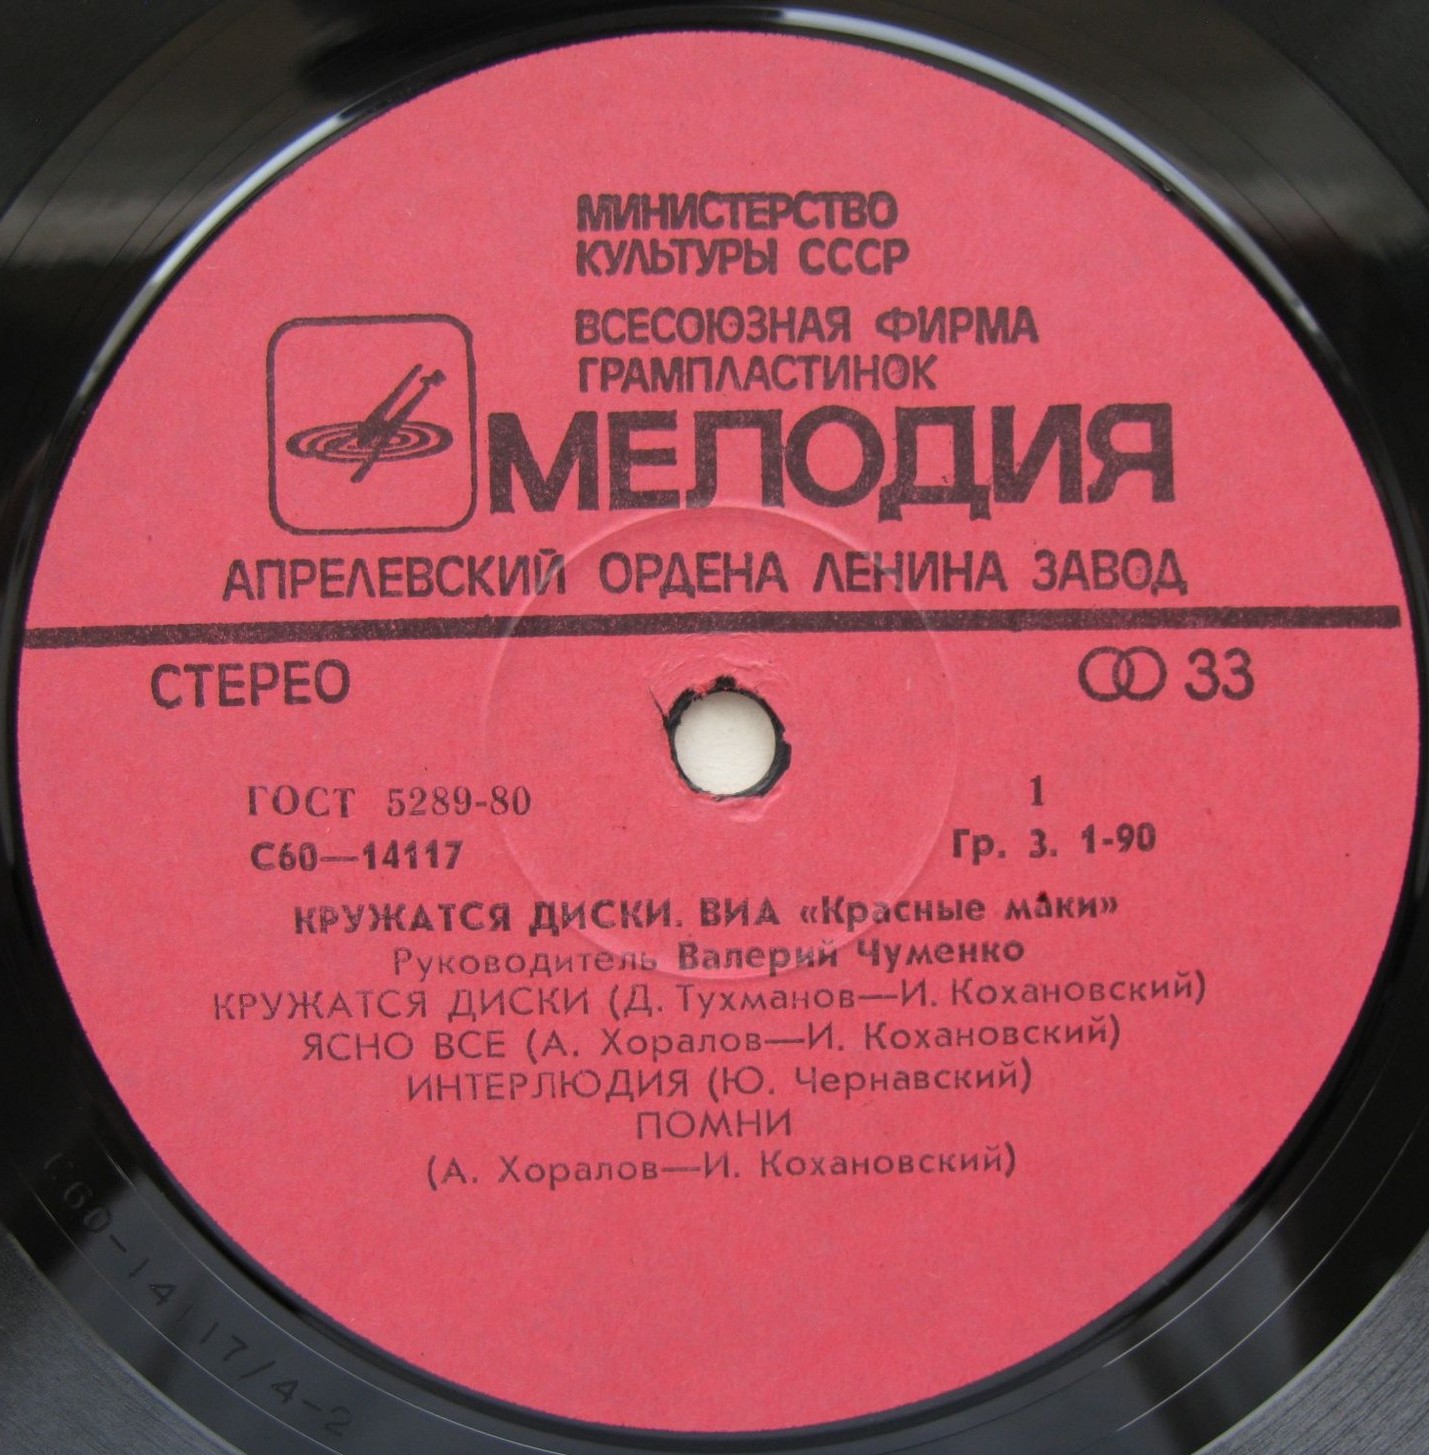 МИНИСТЕРСТВО
КУЛЬТУРЫ СССР
ВСЕСОЮЗНАЯ ФИРМА
ГРАМПЛАСТИНОК
МЕЛОДИЯ
АПРЕЛЕВСКИЙ ОРДЕНА ЛЕНИНА ЗАВОД
СТЕРЕО
33
ГОСТ 5289-80
1
С60—14117
Гр. 3. 1-90
КРУЖАТСЯ ДИСКИ. ВИА «Красные маки»
Руководитель Валерий Чуменко
КРУЖАТСЯ ДИСКИ (Д. Тухманов—И. Кохановский)
ЯСНО ВСЕ (А. Хоралов—И. Кохановский)
ИНТЕРЛЮДИЯ (Ю. Чернавский)
ПОМНИ
(А. Хоралов—И. Кохановский)
С60-14117/4-2